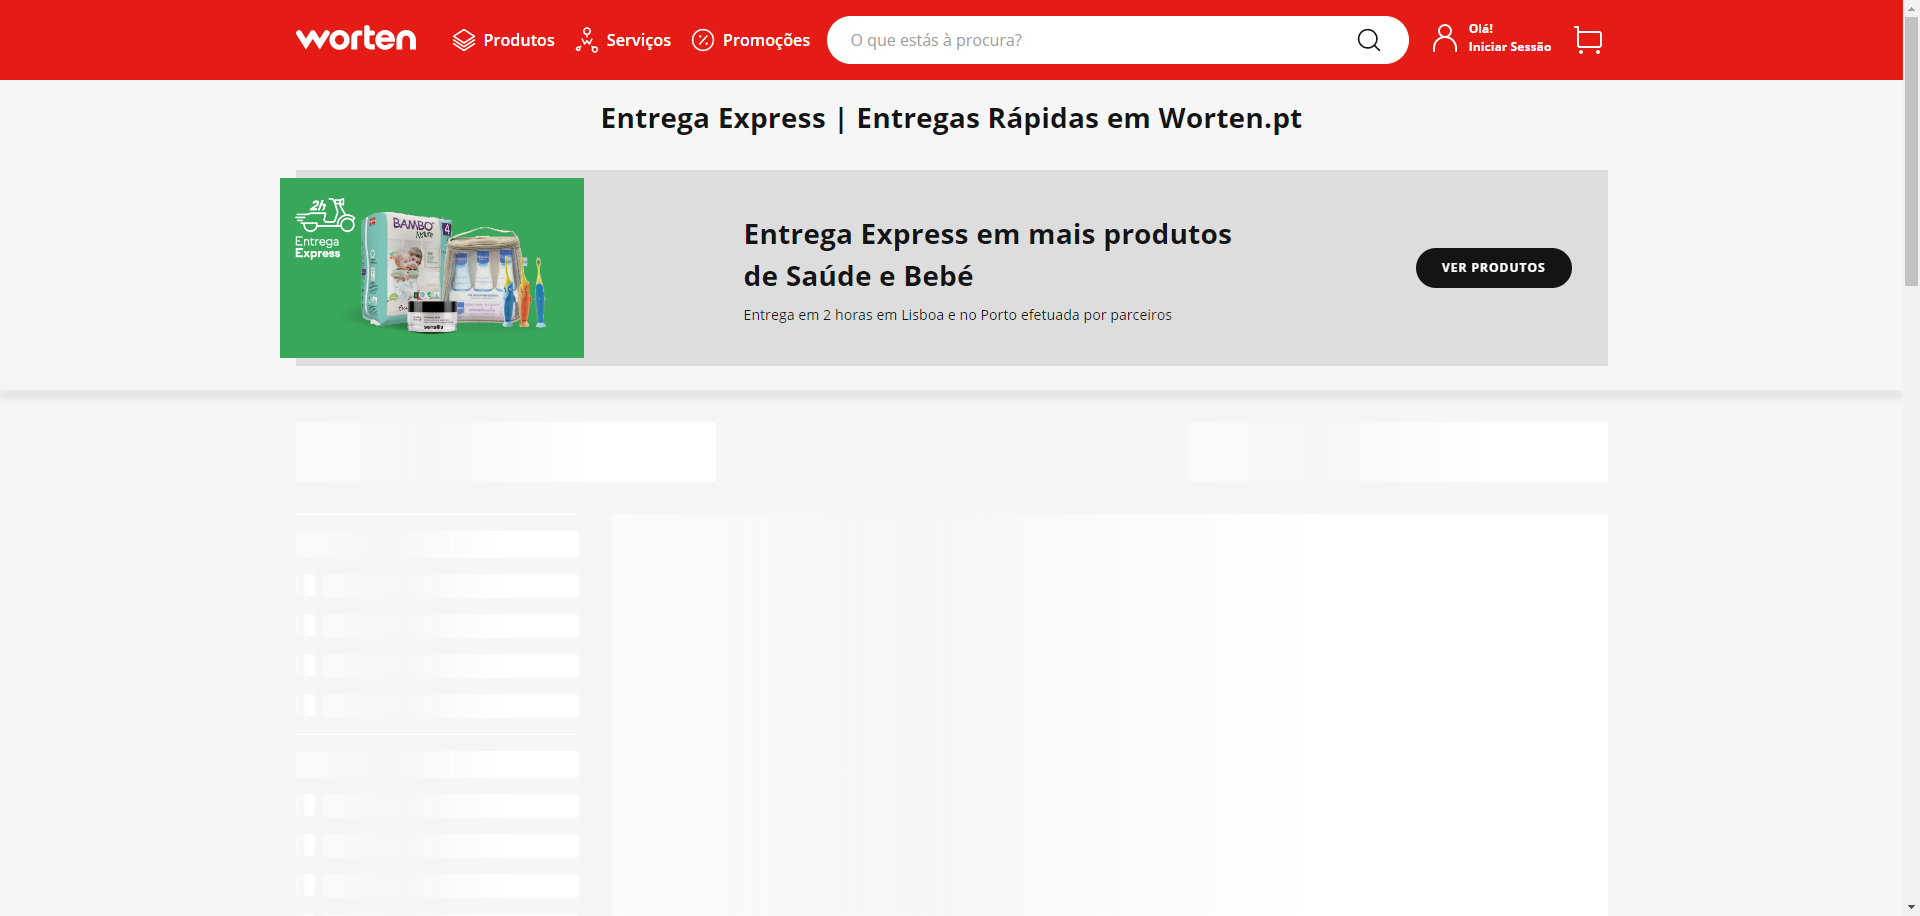 worten
Produtos
Serviços
Promoções
O que estás à procura?
Olá!
Iniciar Sessão
Entrega Express | Entregas Rápidas em Worten.pt
2h
Entrega
Express
BAMBO
Nature
4
sensilis
Entrega Express em mais produtos
de Saúde e Bebé
Entrega em 2 horas em Lisboa e no Porto efetuada por parceiros
VER PRODUTOS